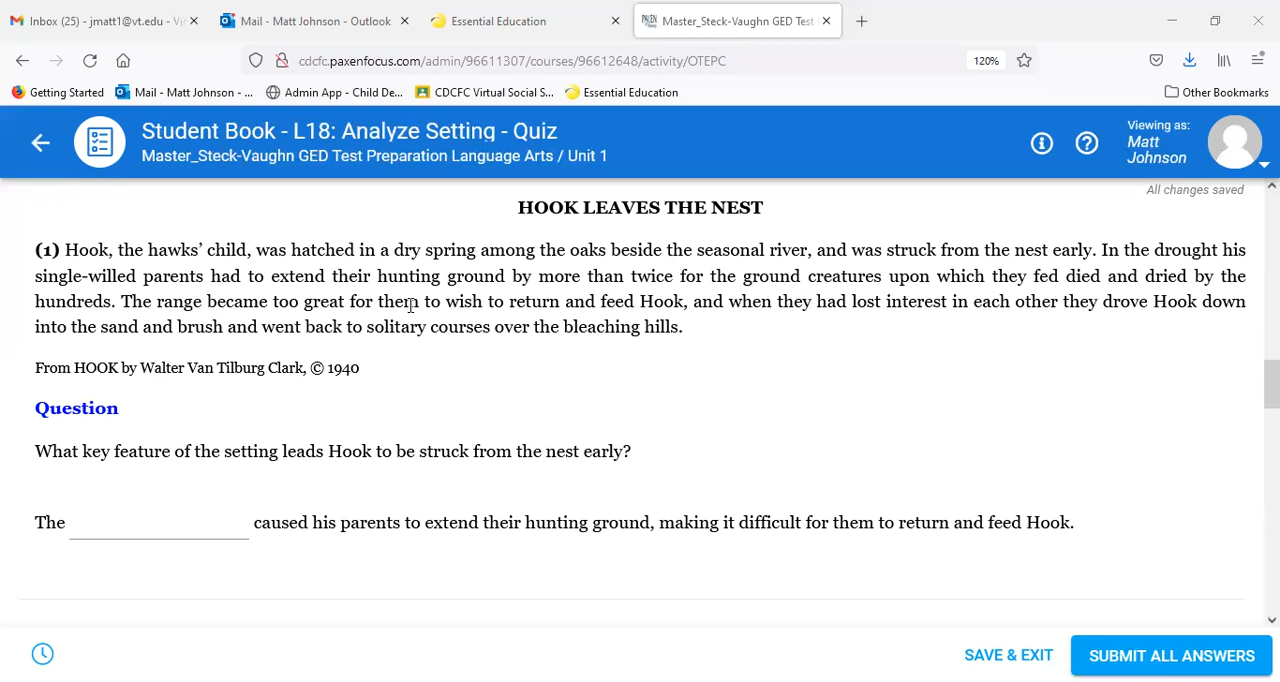 Inbox (25) - jmatt1@vt.edu - Vir
Mail - Matt Johnson - Outlook
Essential Education
Master_Steck-Vaughn GED Test
cdcfc.paxenfocus.com/admin/96611307/courses/96612648/activity/OTEPC
120%
Getting Started
Mail - Matt Johnson - ...
Admin App - Child De...
CDCFC Virtual Social S...
Essential Education
Other Bookmarks
Student Book - L18: Analyze Setting - Quiz
Master_Steck-Vaughn GED Test Preparation Language Arts / Unit 1
Viewing as:
Matt
Johnson
All changes saved
HOOK LEAVES THE NEST
(1) Hook, the hawks’ child, was hatched in a dry spring among the oaks beside the seasonal river, and was struck from the nest early. In the drought his
single-willed parents had to extend their hunting ground by more than twice for the ground creatures upon which they fed died and dried by the
hundreds. The range became too great for them to wish to return and feed Hook, and when they had lost interest in each other they drove Hook down
into the sand and brush and went back to solitary courses over the bleaching hills.
From HOOK by Walter Van Tilburg Clark, © 1940
Question
What key feature of the setting leads Hook to be struck from the nest early?
The caused his parents to extend their hunting ground, making it difficult for them to return and feed Hook.
SAVE & EXIT
SUBMIT ALL ANSWERS